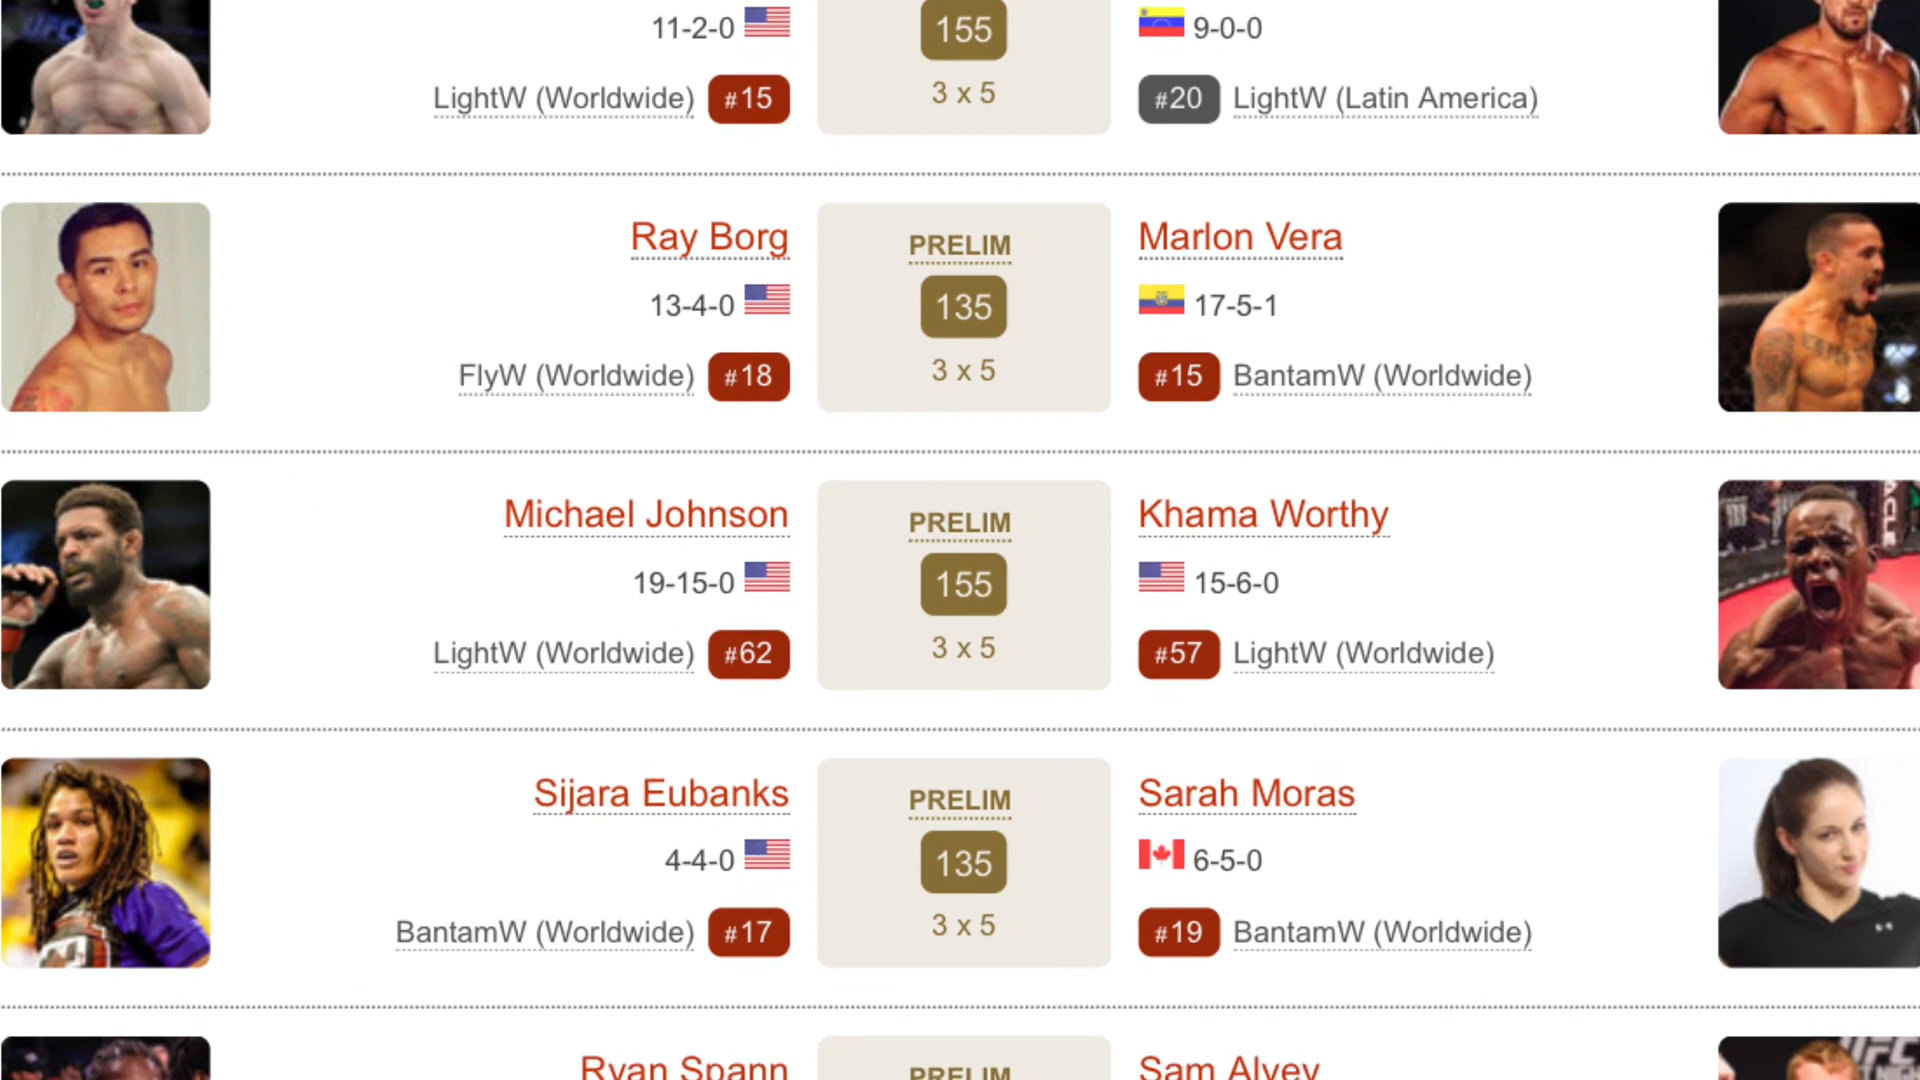 11-2-0 155 9-0-0
LightW (Worldwide) #15 3 x 5 #20 LightW (Latin America)
Ray Borg PRELIM Marlon Vera
13-4-0 135 17-5-1
FlyW (Worldwide) #18 3 x 5 #15 BantamW (Worldwide)
Michael Johnson PRELIM Khama Worthy
19-15-0 155 15-6-0
LightW (Worldwide) #62 3 x 5 #57 LightW (Worldwide)
Sijara Eubanks PRELIM Sarah Moras
4-4-0 135 6-5-0
BantamW (Worldwide) #17 3 x 5 #19 BantamW (Worldwide)
Ryan Spann PRELIM Sam Alvey
UFC